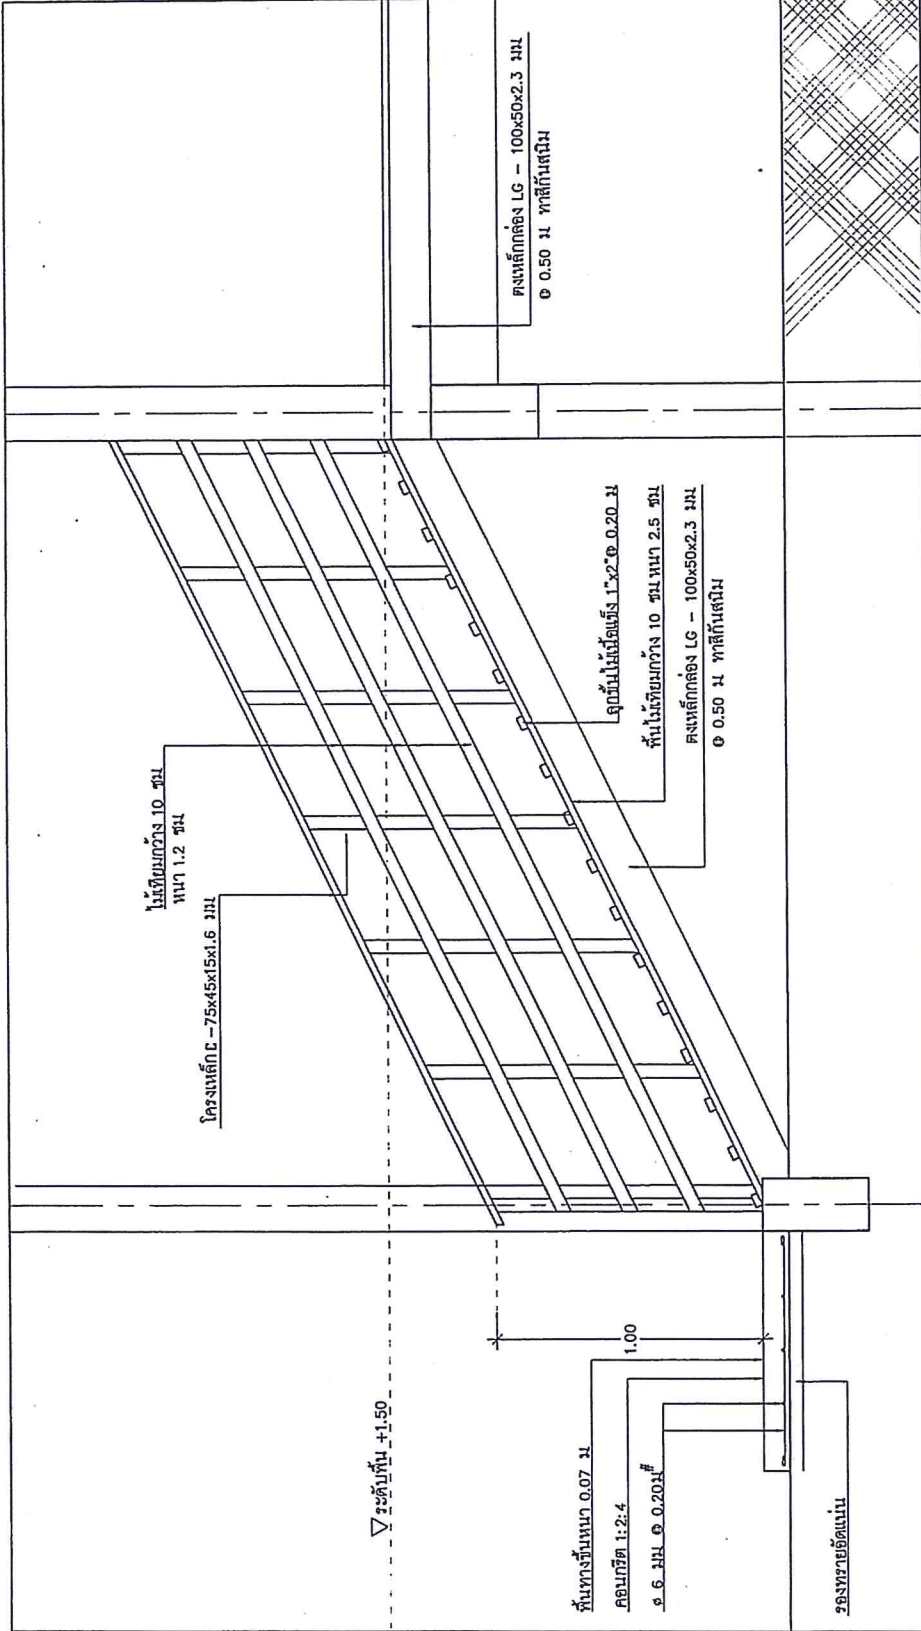 ▽ระดับพื้น +1.50
พื้นทางขึ้นหนา 0.07 ม
คอนกรีต 1:2:4
ø 6 มม @ 0.20ม#
รองทรายอัดแน่น
1.00
โครงเหล็ก C -75x45x15x1.6 มม
ไม้เทียมกว้าง 10 ซม
หนา 1.2 ซม
ลูกขั้นไม้เนื้อแข็ง 1"x2"@ 0.20 ม
พื้นไม้เทียมกว้าง 10 ซม หนา 2.5 ซม
ตงเหล็กกล่อง LG - 100x50x2.3 มม
@ 0.50 ม ทาสีกันสนิม
ตงเหล็กกล่อง LG - 100x50x2.3 มม
@ 0.50 ม ทาสีกันสนิม